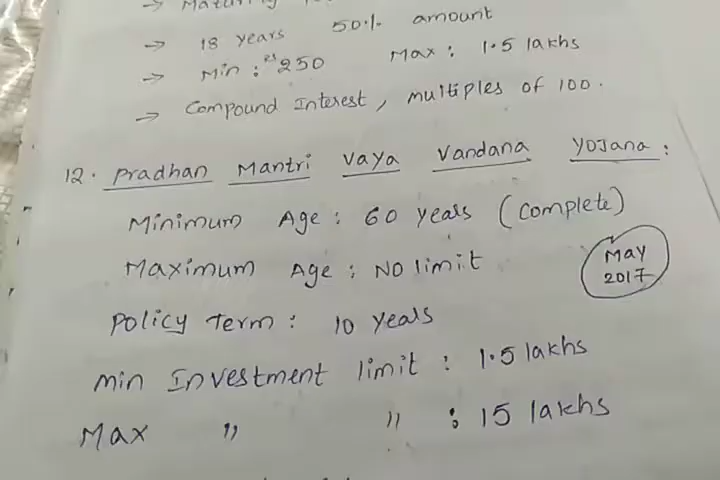 → Maturity
→ 18 years 50% amount
→ Min : Rs 250 Max : 1.5 lakhs
→ Compound Interest, multiples of 100.
12. Pradhan Mantri Vaya Vandana Yojana :
Minimum Age : 60 years (complete)
Maximum Age : No limit
May 2017
Policy Term : 10 years
Min Investment limit : 1.5 lakhs
Max " " : 15 lakhs